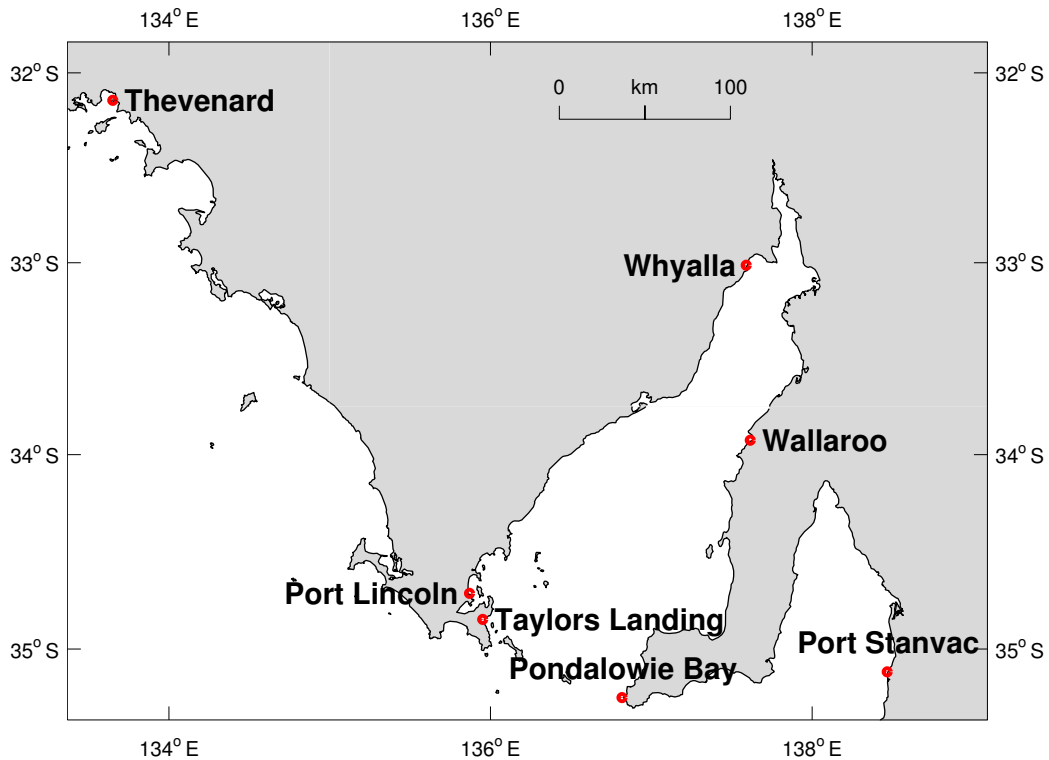 134° E 136° E 138° E
0 km 100
32° S 32° S
Thevenard
33° S 33° S
Whyalla
Wallaroo
34° S 34° S
Port Lincoln
Taylors Landing
Port Stanvac
35° S 35° S
Pondalowie Bay
134° E 136° E 138° E